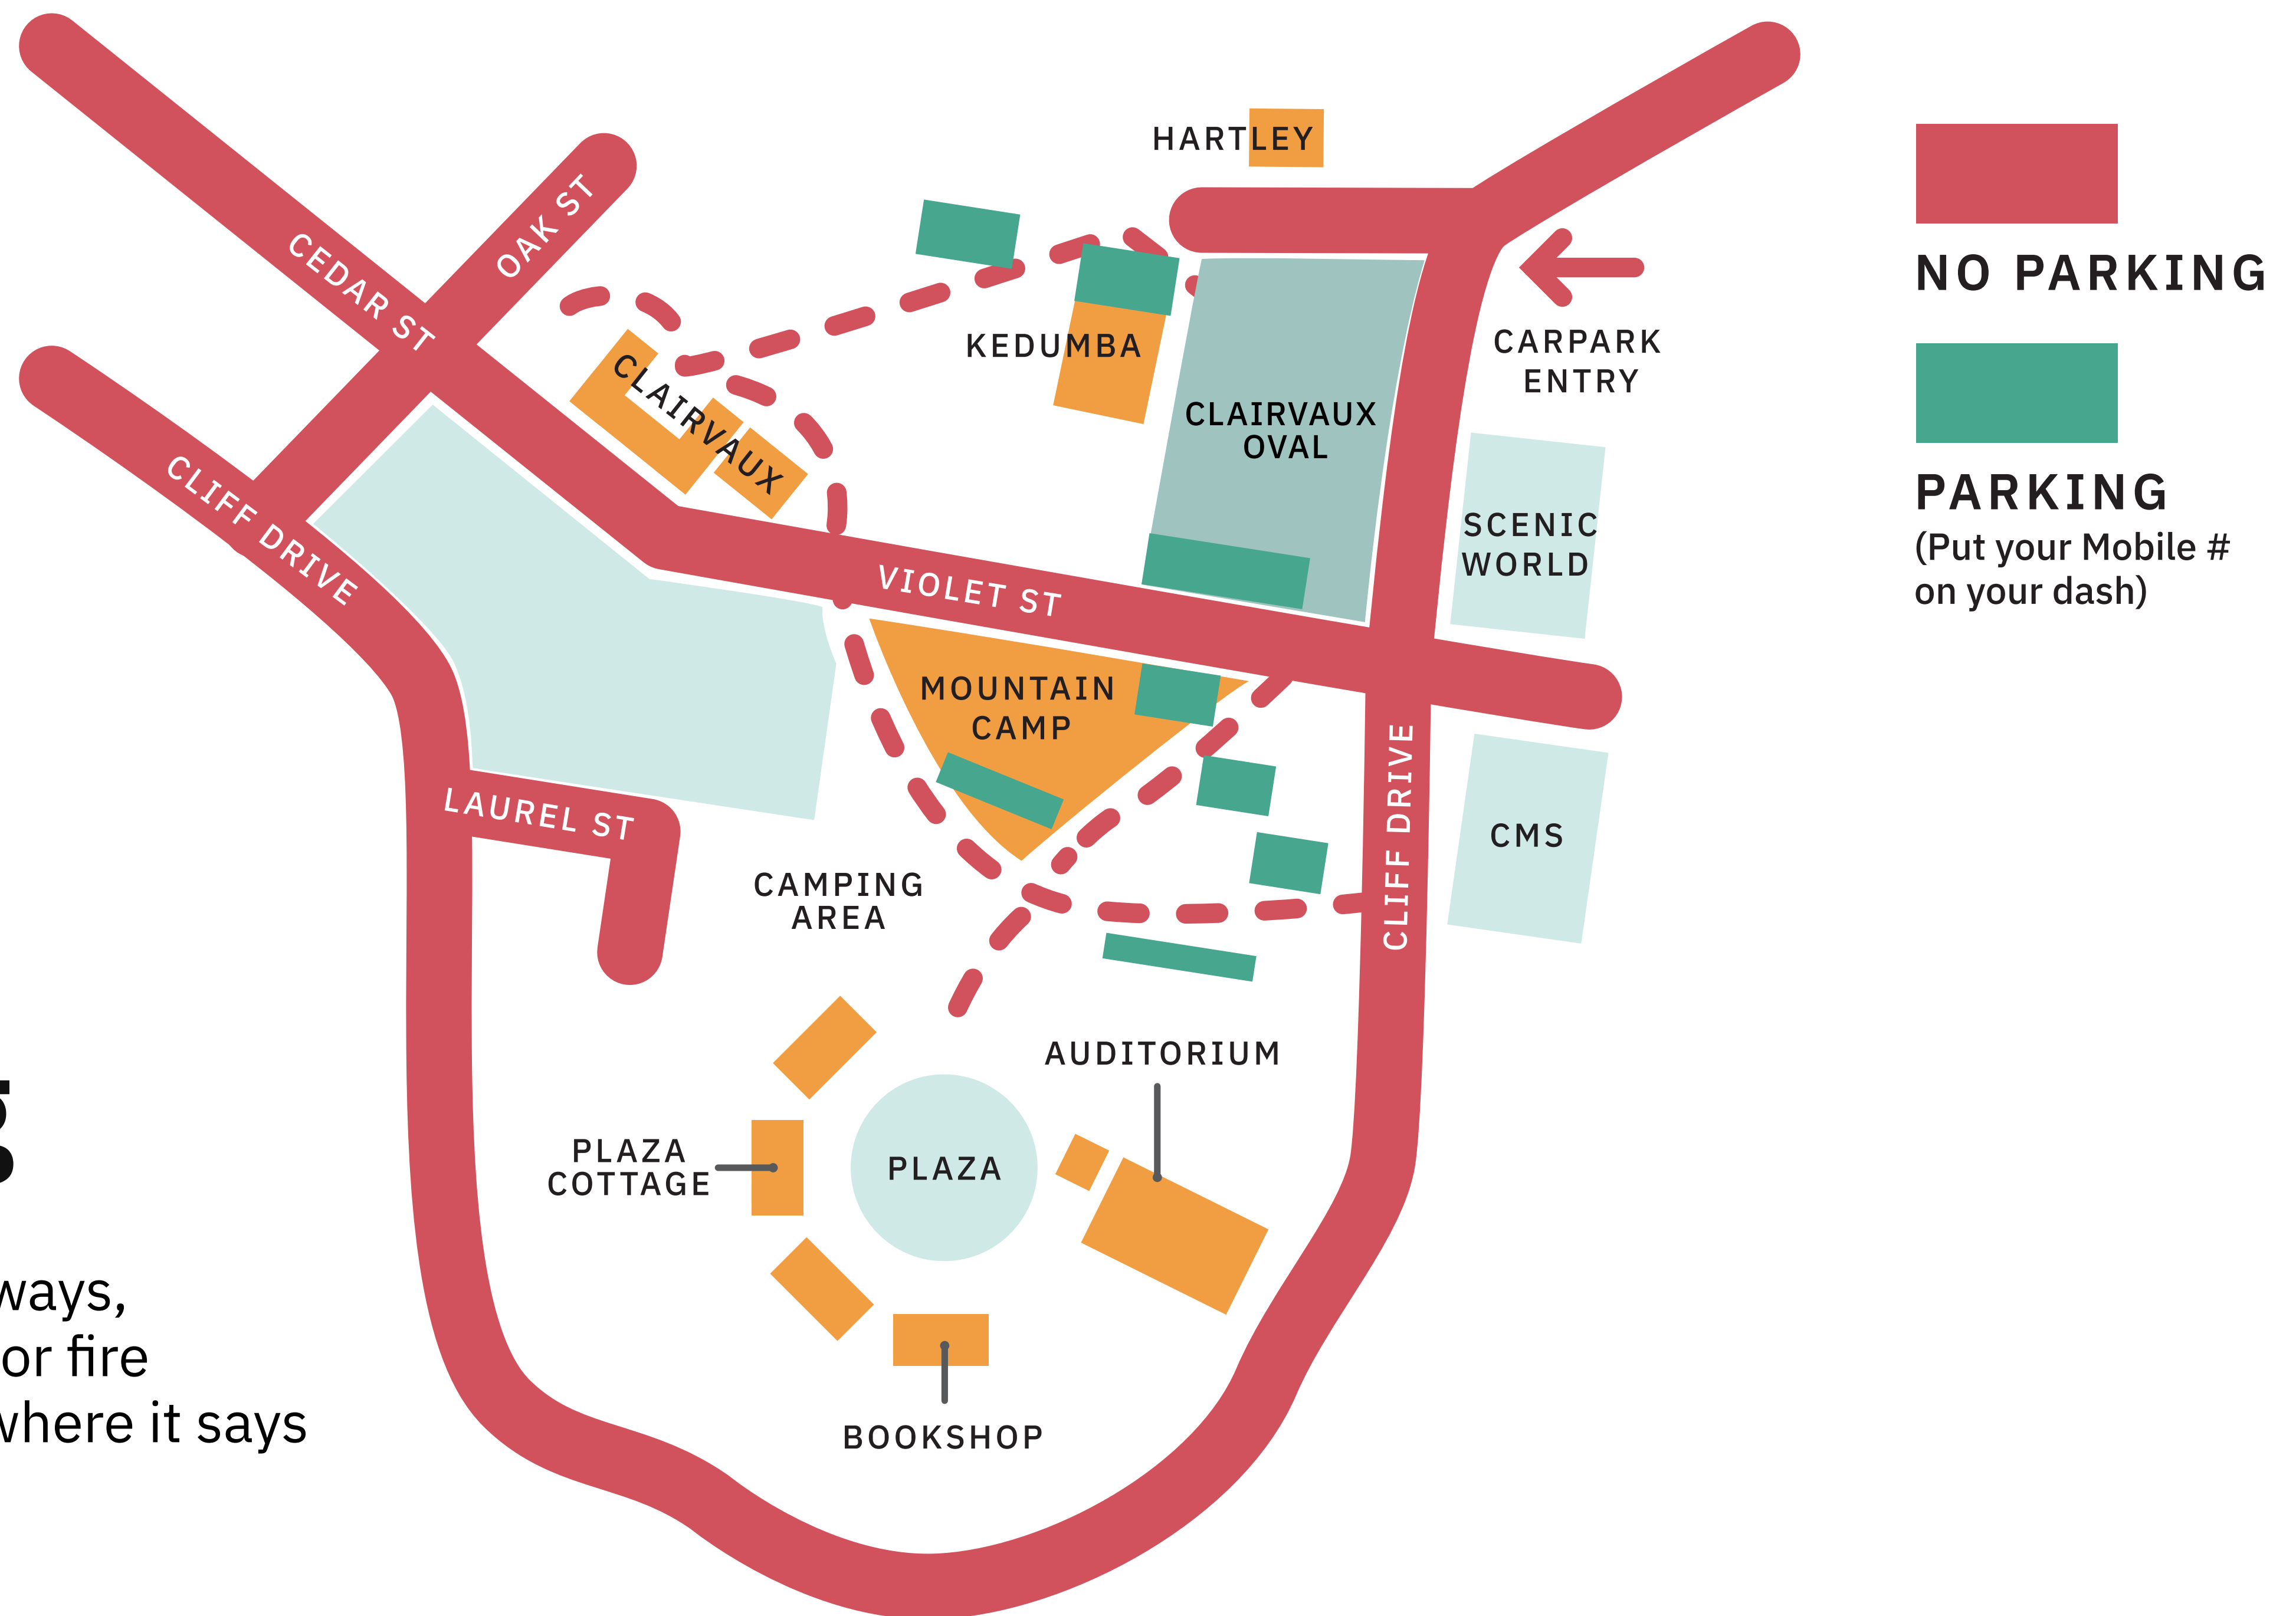 HARTLEY
NO PARKING
OAK ST
CEDAR ST
KEDUMBA
CARPARK
ENTRY
CLAIRVAUX
CLAIRVAUX
OVAL
PARKING
(Put your Mobile #
on your dash)
SCENIC
WORLD
CLIFF DRIVE
VIOLET ST
MOUNTAIN
CAMP
LAUREL ST
CLIFF DRIVE
CMS
CAMPING
AREA
AUDITORIUM
PLAZA
COTTAGE
PLAZA
ways,
or fire
where it says
BOOKSHOP